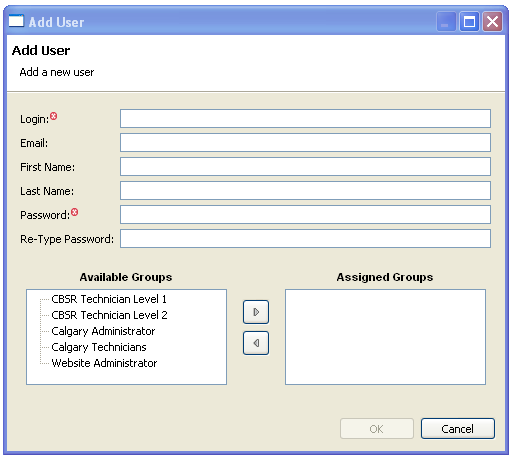 Add User
Add User
Add a new user
Login:
Email:
First Name:
Last Name:
Password:
Re-Type Password:
Available Groups
Assigned Groups
CBSR Technician Level 1
CBSR Technician Level 2
Calgary Administrator
Calgary Technicians
Website Administrator
OK
Cancel